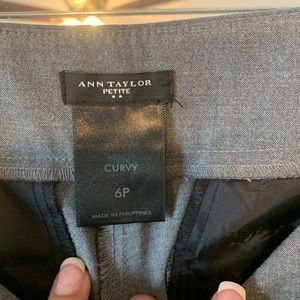 ANN TAYLOR
PETITE
CURVY
6P
MADE IN PHILIPPINES